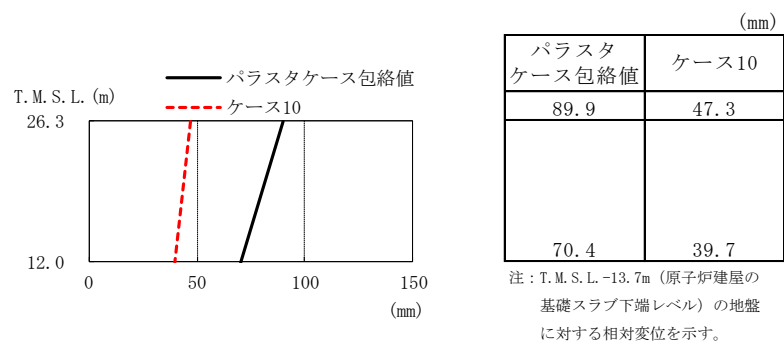 パラスタケース包絡値
ケース10
T.M.S.L.(m)
26.3
12.0
0 50 100 150
(mm)
(mm)
パラスタ
ケース包絡値
ケース10
89.9 47.3
70.4 39.7
注：T.M.S.L.-13.7m（原子炉建屋の
基礎スラブ下端レベル）の地盤
に対する相対変位を示す。